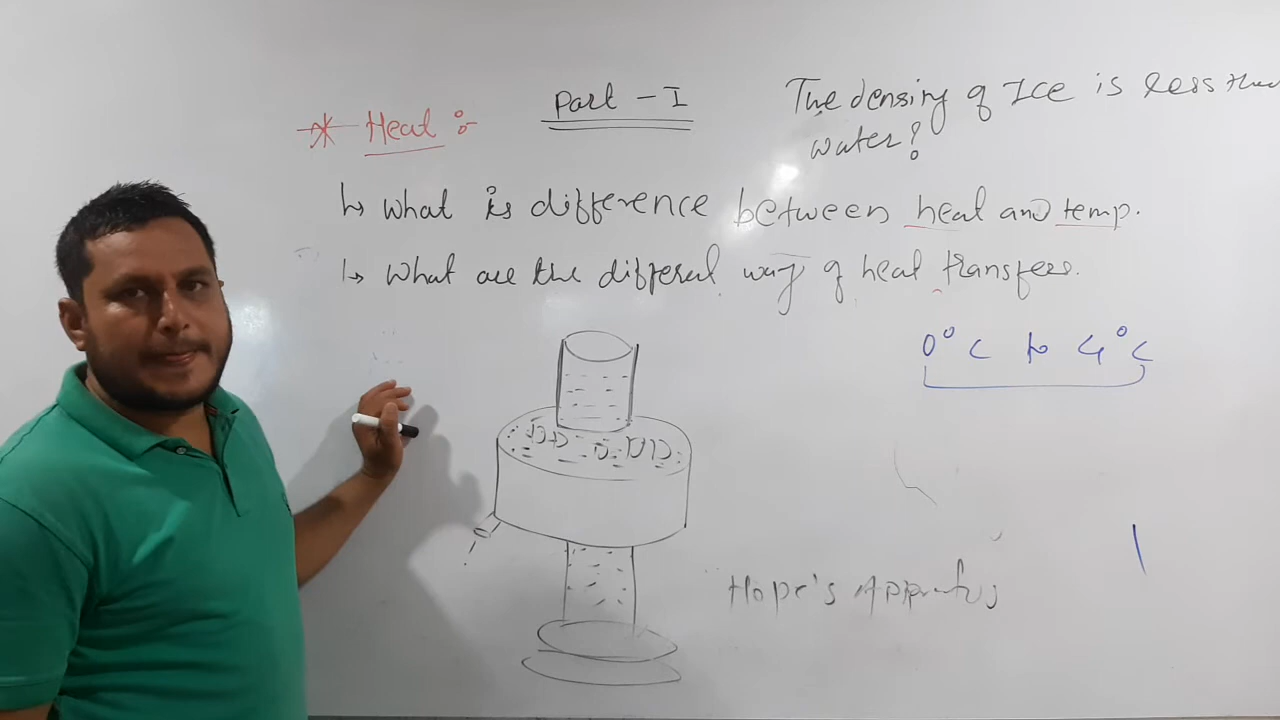 Part - I
The density of Ice is less than
water?
* Heat :-
↳ What is difference between heat and temp.
↳ What are the different way of heat transfers.
0°C to 4°C
Hope's Apparatus